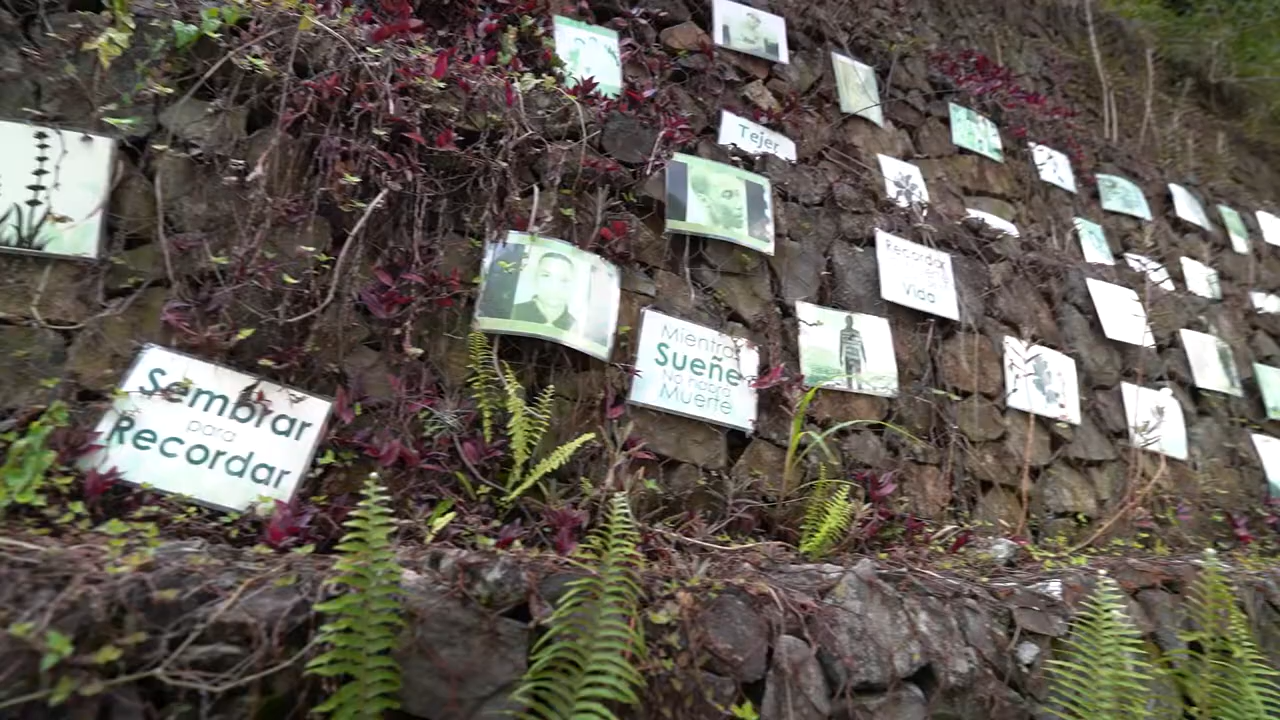 Tejer
Recordar
Vida
Mientras
Sueñe
No habrá
Muerte
Sembrar
para
Recordar